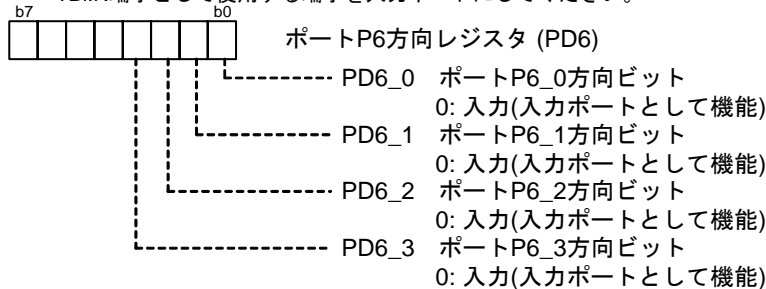 b7 b0
ポートP6方向レジスタ (PD6)
PD6_0 ポートP6_0方向ビット
0: 入力(入力ポートとして機能)
PD6_1 ポートP6_1方向ビット
0: 入力(入力ポートとして機能)
PD6_2 ポートP6_2方向ビット
0: 入力(入力ポートとして機能)
PD6_3 ポートP6_3方向ビット
0: 入力(入力ポートとして機能)